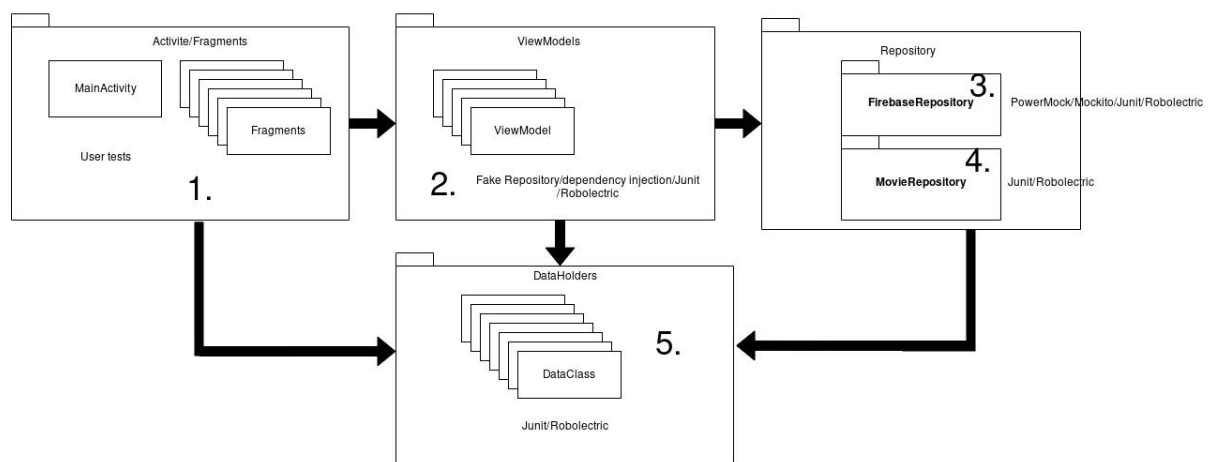 Activite/Fragments
MainActivity
Fragments
User tests
1.
ViewModels
ViewModel
2.
Fake Repository/dependency injection/Junit
/Robolectric
Repository
3.
FirebaseRepository
PowerMock/Mockito/Junit/Robolectric
4.
MovieRepository
Junit/Robolectric
DataHolders
5.
DataClass
Junit/Robolectric